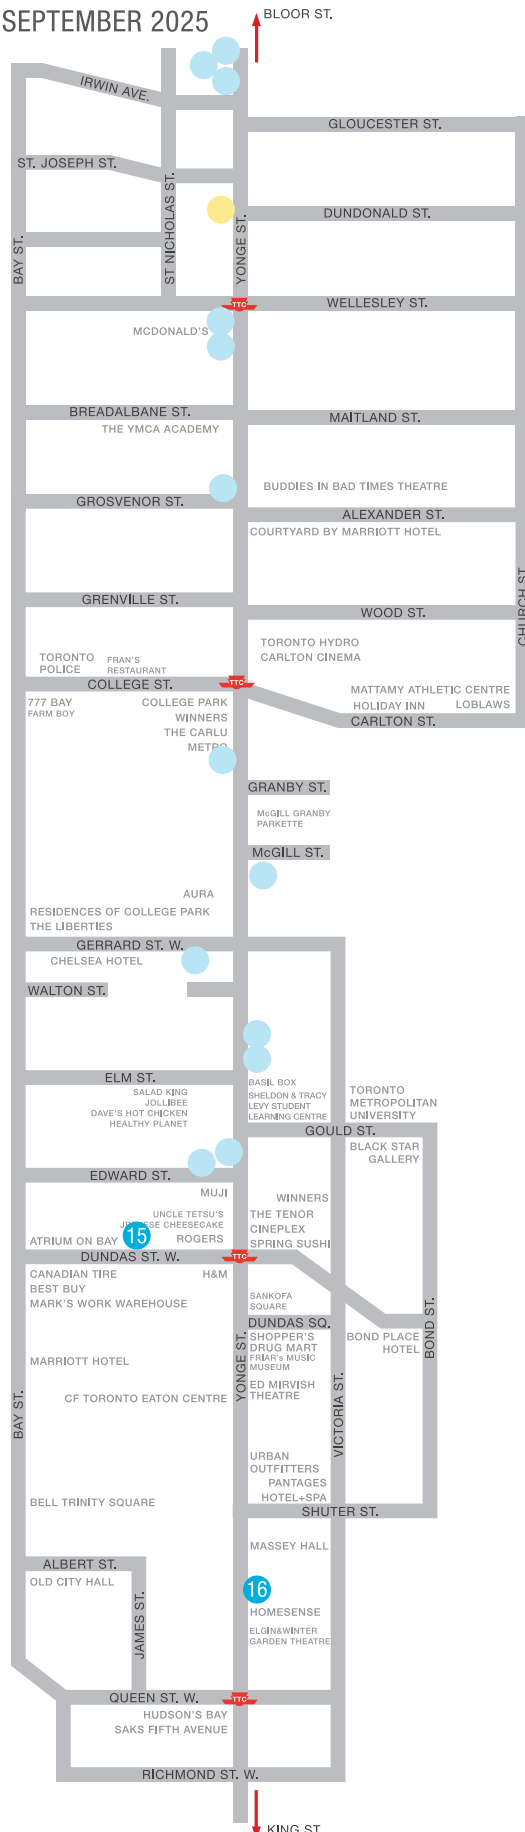 SEPTEMBER 2025
BLOOR ST.
IRWIN AVE.
GLOUCESTER ST.
ST. JOSEPH ST.
ST NICHOLAS ST.
DUNDONALD ST.
YONGE ST.
BAY ST.
TTC
WELLESLEY ST.
MCDONALD'S
BREADALBANE ST.
MAITLAND ST.
THE YMCA ACADEMY
BUDDIES IN BAD TIMES THEATRE
GROSVENOR ST.
ALEXANDER ST.
COURTYARD BY MARRIOTT HOTEL
CHURCH ST.
GRENVILLE ST.
WOOD ST.
TORONTO HYDRO
CARLTON CINEMA
TORONTO
POLICE
FRAN'S
RESTAURANT
COLLEGE ST.
TTC
MATTAMY ATHLETIC CENTRE
HOLIDAY INN
LOBLAWS
CARLTON ST.
777 BAY
FARM BOY
COLLEGE PARK
WINNERS
THE CARLU
METRO
GRANBY ST.
McGILL GRANBY
PARKETTE
McGILL ST.
AURA
RESIDENCES OF COLLEGE PARK
THE LIBERTIES
GERRARD ST. W.
CHELSEA HOTEL
WALTON ST.
ELM ST.
SALAD KING
JOLLIBEE
DAVE'S HOT CHICKEN
HEALTHY PLANET
BASIL BOX
SHELDON & TRACY
LEVY STUDENT
LEARNING CENTRE
TORONTO
METROPOLITAN
UNIVERSITY
GOULD ST.
BLACK STAR
GALLERY
EDWARD ST.
MUJI
WINNERS
UNCLE TETSU'S
CHEESECAKE
15
ATRIUM ON BAY
ROGERS
THE TENOR
CINEPLEX
SPRING SUSHI
DUNDAS ST. W.
TTC
CANADIAN TIRE
BEST BUY
MARK'S WORK WAREHOUSE
H&M
SANKOFA
SQUARE
DUNDAS SQ.
BOND ST.
SHOPPER'S
DRUG MART
FRIAR's MUSIC
MUSEUM
BOND PLACE
HOTEL
MARRIOTT HOTEL
YONGE ST.
BAY ST.
VICTORIA ST.
ED MIRVISH
THEATRE
CF TORONTO EATON CENTRE
URBAN
OUTFITTERS
PANTAGES
HOTEL+SPA
BELL TRINITY SQUARE
SHUTER ST.
MASSEY HALL
ALBERT ST.
OLD CITY HALL
JAMES ST.
16
HOMESENSE
ELGIN&WINTER
GARDEN THEATRE
QUEEN ST. W.
TTC
HUDSON'S BAY
SAKS FIFTH AVENUE
RICHMOND ST. W.
KING ST.